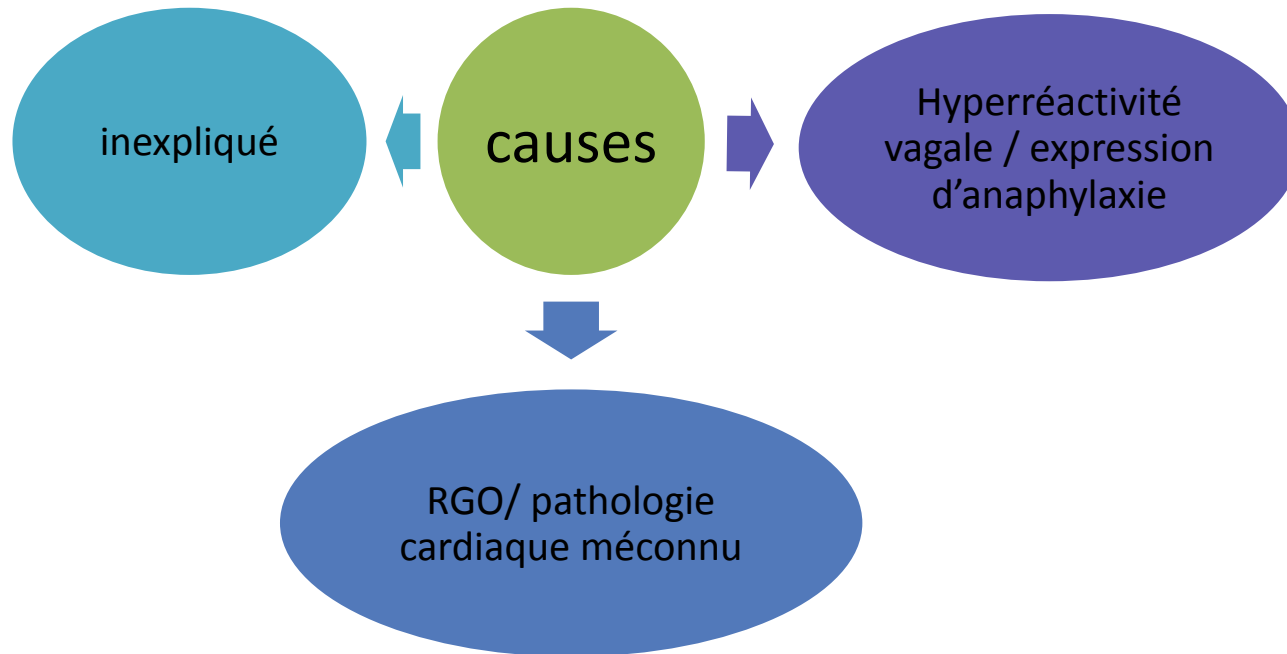 inexpliqué
causes
Hyperréactivité
vagale / expression
d’anaphylaxie
RGO/ pathologie
cardiaque méconnu